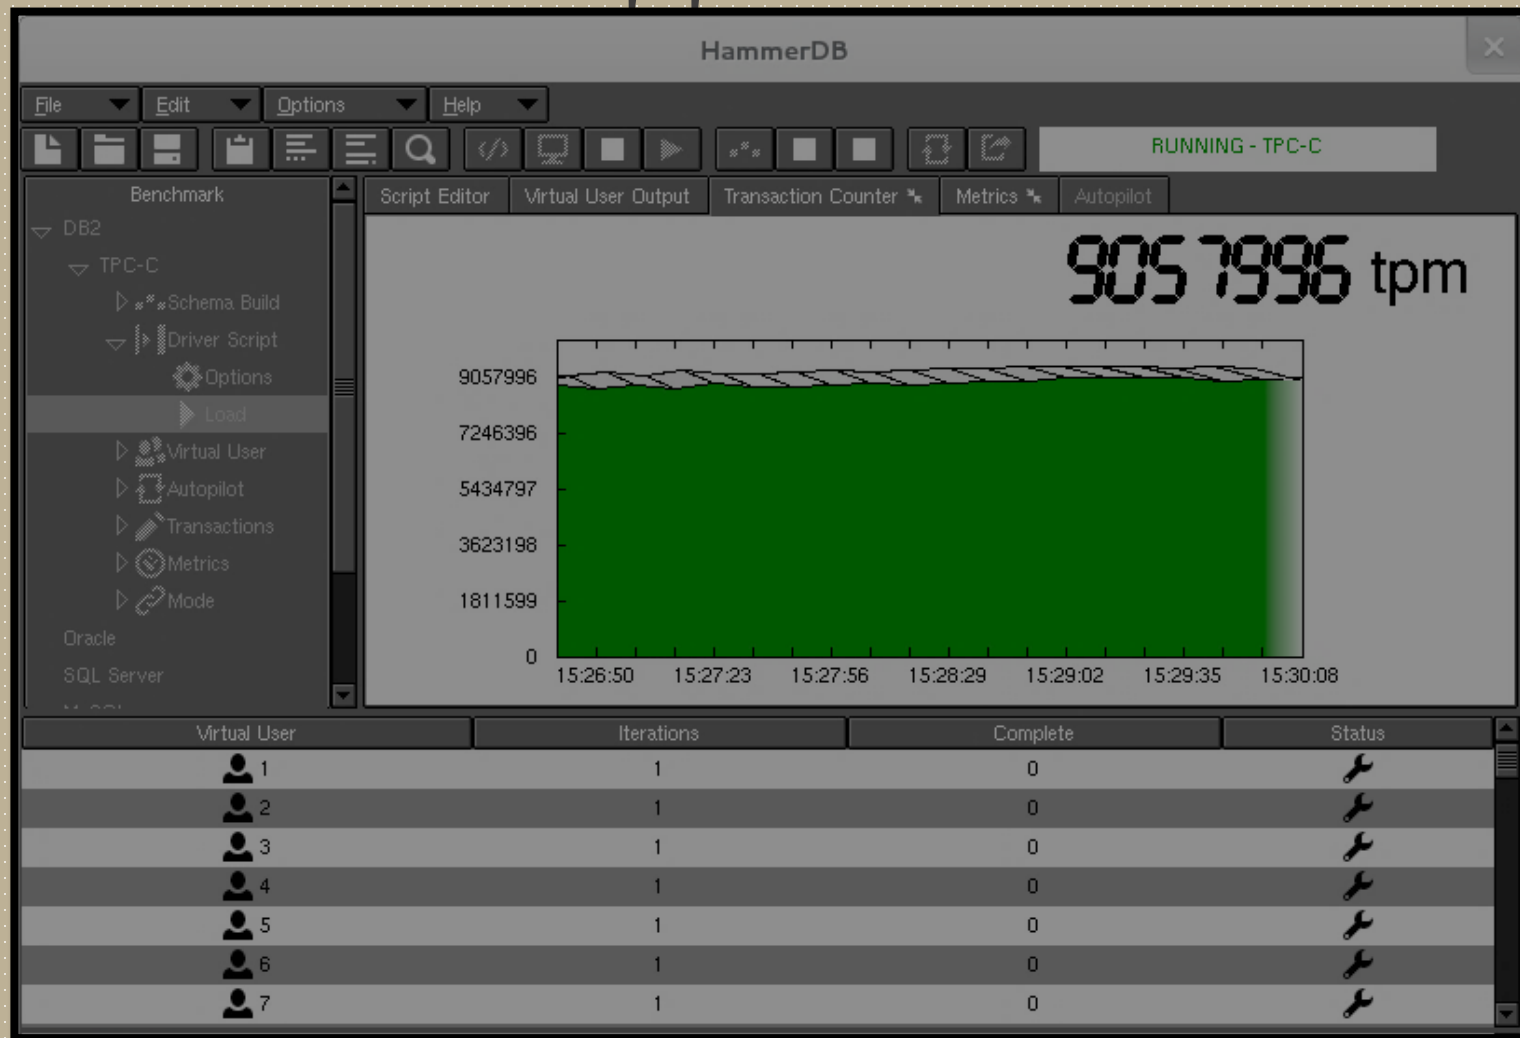 HammerDB
File Edit Options Help
RUNNING - TPC-C
Benchmark
DB2
TPC-C
Schema Build
Driver Script
Options
Load
Virtual User
Autopilot
Transactions
Metrics
Mode
Oracle
SQL Server
Script Editor Virtual User Output Transaction Counter Metrics Autopilot
9057996 tpm
9057996
7246396
5434797
3623198
1811599
0
15:26:50 15:27:23 15:27:56 15:28:29 15:29:02 15:29:35 15:30:08
Virtual User Iterations Complete Status
1 1 0
2 1 0
3 1 0
4 1 0
5 1 0
6 1 0
7 1 0